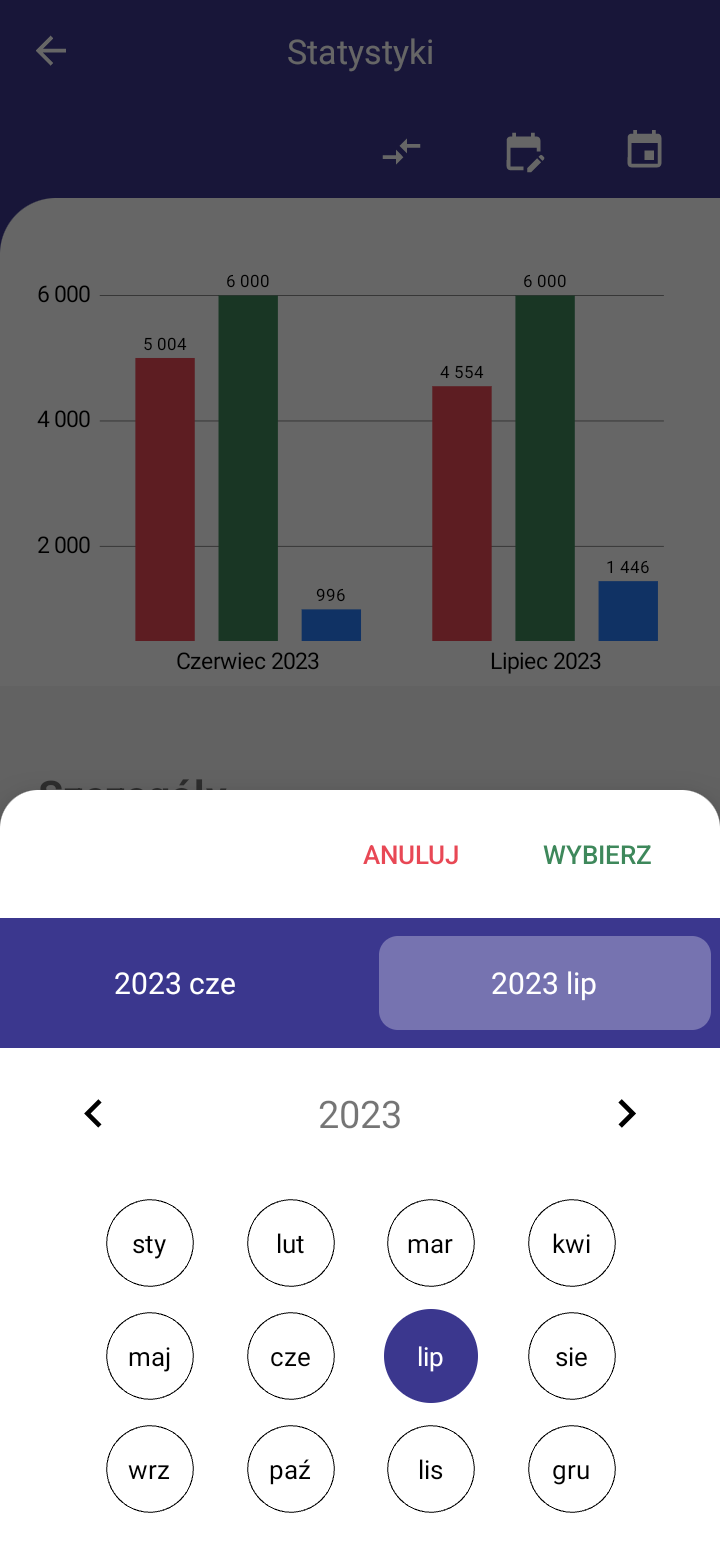 Statystyki
6 000 6 000
6 000
5 004
4 554
4 000
2 000
1 446
996
Czerwiec 2023 Lipiec 2023
Szczegóły
ANULUJ WYBIERZ
2023 cze 2023 lip
2023
sty lut mar kwi
maj cze lip sie
wrz paź lis gru